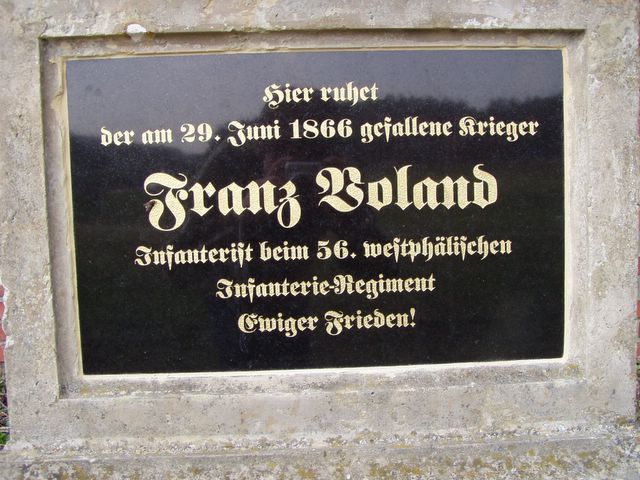 Hier ruhet
der am 29. Juni 1866 gefallene Krieger
Franz Voland
Infanterist beim 56. westphälischen
Infanterie-Regiment
Ewiger Frieden!